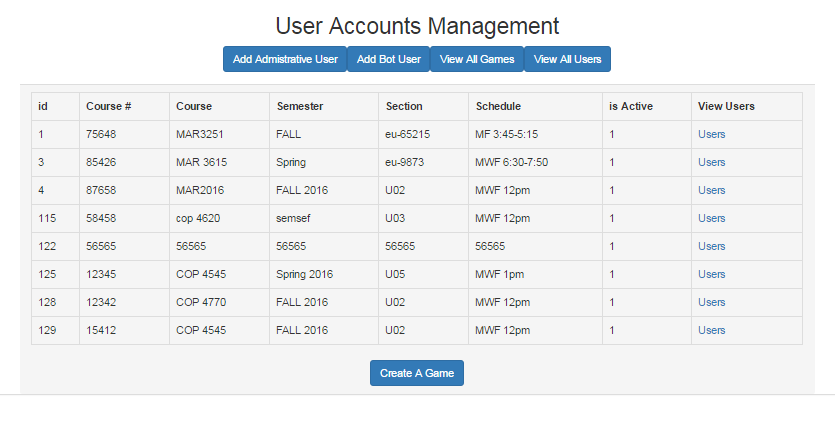 User Accounts Management
Add Admistrative User Add Bot User View All Games View All Users
id Course # Course Semester Section Schedule is Active View Users
1 75648 MAR3251 FALL eu-65215 MF 3:45-5:15 1 Users
3 85426 MAR 3615 Spring eu-9873 MWF 6:30-7:50 1 Users
4 87658 MAR2016 FALL 2016 U02 MWF 12pm 1 Users
115 58458 cop 4620 semsef U03 MWF 12pm 1 Users
122 56565 56565 56565 56565 56565 1 Users
125 12345 COP 4545 Spring 2016 U05 MWF 1pm 1 Users
128 12342 COP 4770 FALL 2016 U02 MWF 12pm 1 Users
129 15412 COP 4545 FALL 2016 U02 MWF 12pm 1 Users
Create A Game